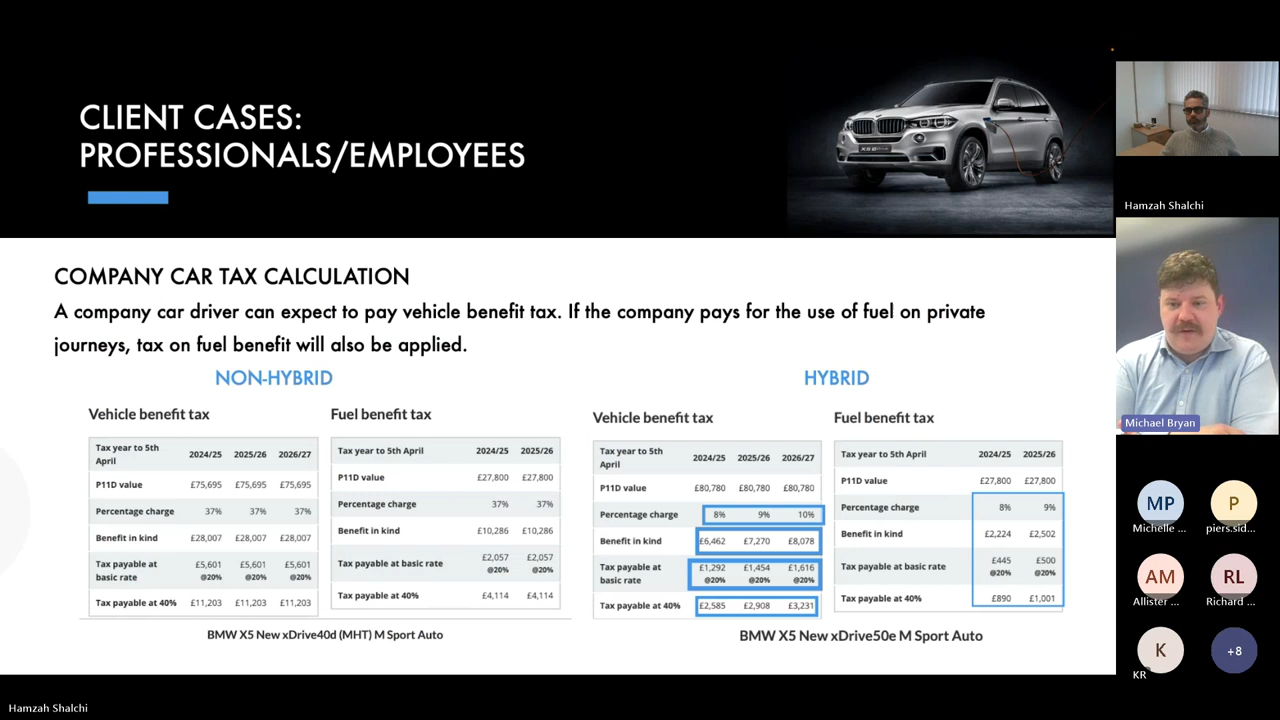 CLIENT CASES:
PROFESSIONALS/EMPLOYEES
COMPANY CAR TAX CALCULATION
A company car driver can expect to pay vehicle benefit tax. If the company pays for the use of fuel on private
journeys, tax on fuel benefit will also be applied.
NON-HYBRID
Vehicle benefit tax
Tax year to 5th
April 2024/25 2025/26 2026/27
P11D value £75,695 £75,695 £75,695
Percentage charge 37% 37% 37%
Benefit in kind £28,007 £28,007 £28,007
Tax payable at
basic rate £5,601 £5,601 £5,601
@20% @20% @20%
Tax payable at 40% £11,203 £11,203 £11,203
Fuel benefit tax
Tax year to 5th April 2024/25 2025/26
P11D value £27,800 £27,800
Percentage charge 37% 37%
Benefit in kind £10,286 £10,286
Tax payable at basic rate £2,057 £2,057
@20% @20%
Tax payable at 40% £4,114 £4,114
BMW X5 New xDrive40d (MHT) M Sport Auto
HYBRID
Vehicle benefit tax
Tax year to 5th
April 2024/25 2025/26 2026/27
P11D value £80,780 £80,780 £80,780
Percentage charge 8% 9% 10%
Benefit in kind £6,462 £7,270 £8,078
Tax payable at
basic rate £1,292 £1,454 £1,616
@20% @20% @20%
Tax payable at 40% £2,585 £2,908 £3,231
Fuel benefit tax
Tax year to 5th April 2024/25 2025/26
P11D value £27,800 £27,800
Percentage charge 8% 9%
Benefit in kind £2,224 £2,502
Tax payable at basic rate £445 £500
@20% @20%
Tax payable at 40% £890 £1,001
BMW X5 New xDrive50e M Sport Auto
Hamzah Shalchi
Michael Bryan
MP
Michelle ...
P
piers.sid...
AM
Allister ...
RL
Richard ...
K
KR
+8
Hamzah Shalchi